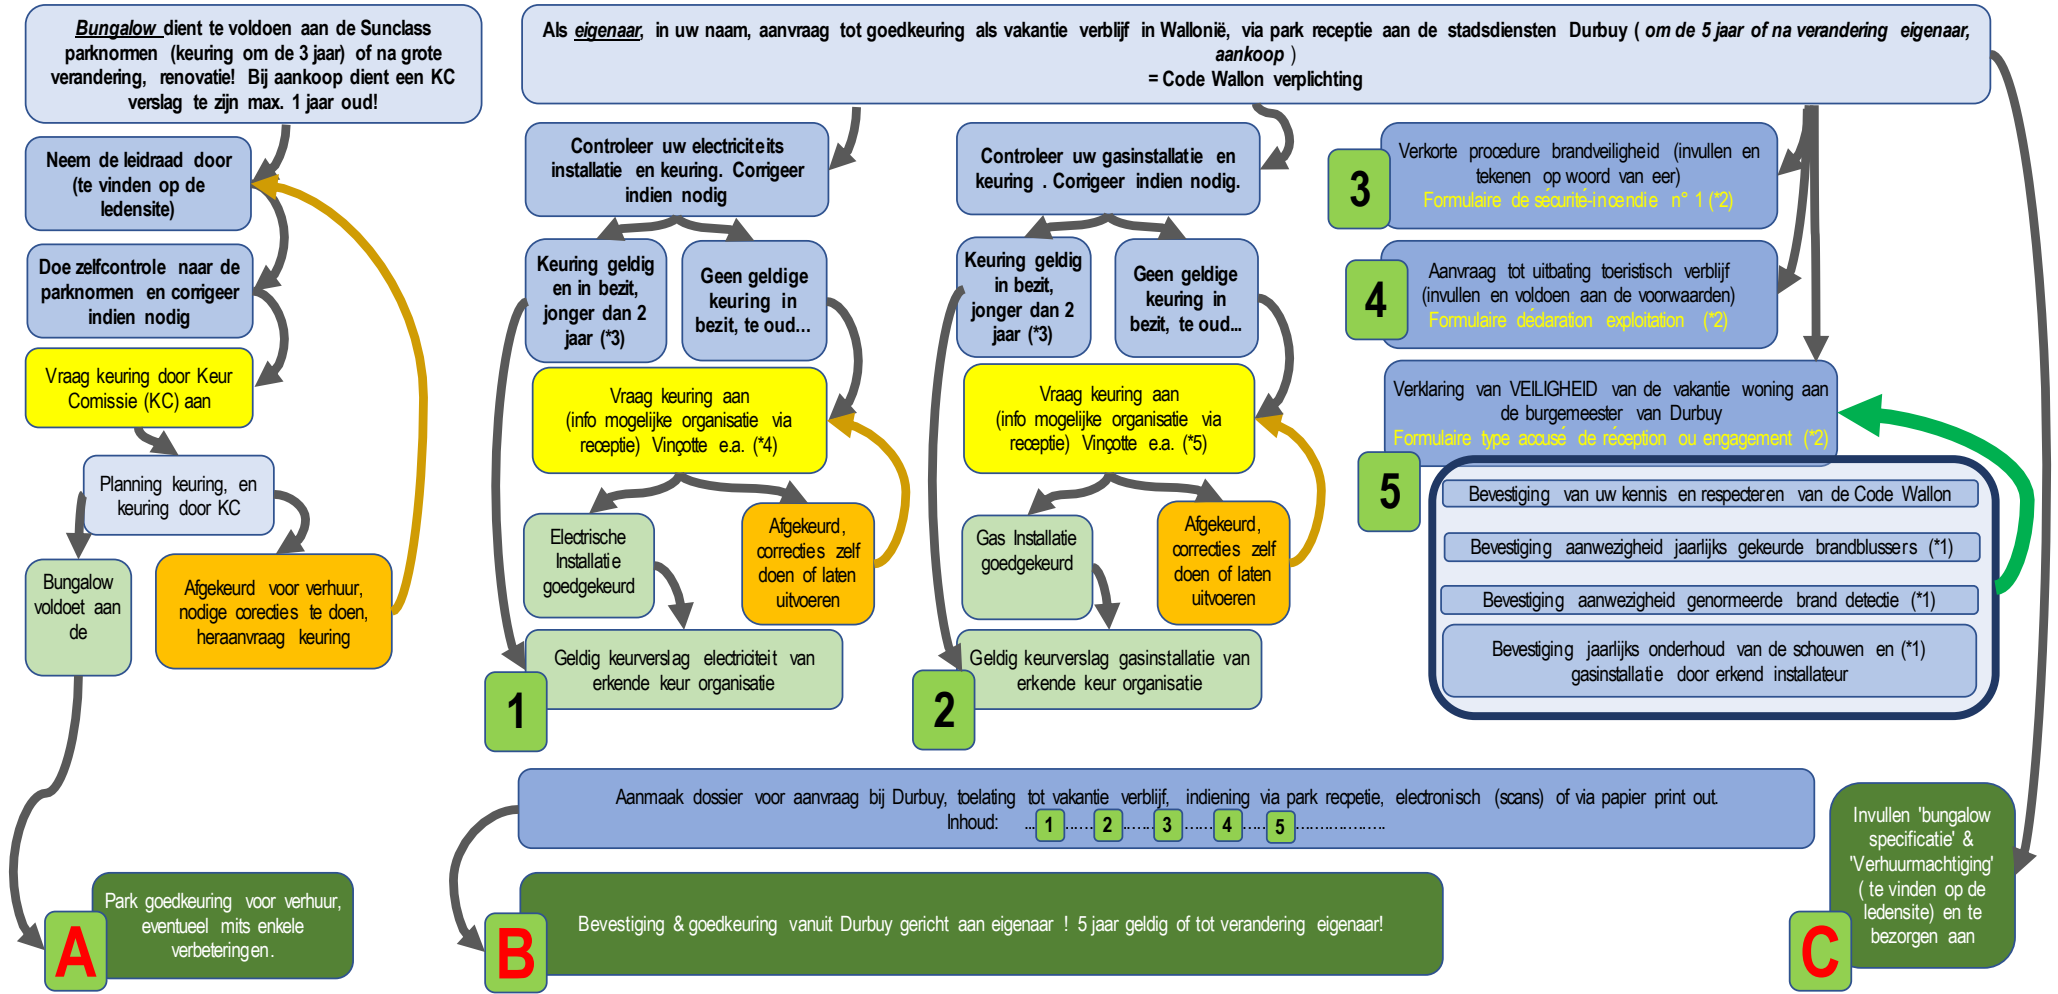 Bungalow dient te voldoen aan de Sunclass
parknormen (keuring om de 3 jaar) of na grote
verandering, renovatie! Bij aankoop dient een KC
verslag te zijn max. 1 jaar oud!
Neem de leidraad door
(te vinden op de
ledensite)
Doe zelfcontrole naar de
parknormen en corrigeer
indien nodig
Vraag keuring door Keur
Comissie (KC) aan
Planning keuring, en
keuring door KC
Bungalow
voldoet aan
de
Afgekeurd voor verhuur,
nodige corecties te doen,
heraanvraag keuring
Park goedkeuring voor verhuur,
eventueel mits enkele
verbeteringen.
A
Als eigenaar, in uw naam, aanvraag tot goedkeuring als vakantie verblijf in Wallonië, via park receptie aan de stadsdiensten Durbuy ( om de 5 jaar of na verandering eigenaar,
aankoop )
= Code Wallon verplichting
Controleer uw electriciteits
installatie en keuring. Corrigeer
indien nodig
Keuring geldig
en in bezit,
jonger dan 2
jaar (*3)
Geen geldige
keuring in
bezit, te oud...
Vraag keuring aan
(info mogelijke organisatie via
receptie) Vinçotte e.a. (*4)
Electrische
Installatie
goedgekeurd
Afgekeurd,
correcties zelf
doen of laten
uitvoeren
Geldig keurverslag electriciteit van
erkende keur organisatie
1
Controleer uw gasinstallatie en
keuring . Corrigeer indien nodig.
Keuring geldig
in bezit,
jonger dan 2
jaar (*3)
Geen geldige
keuring in
bezit, te oud...
Vraag keuring aan
(info mogelijke organisatie via
receptie) Vinçotte e.a. (*5)
Gas Installatie
goedgekeurd
Afgekeurd,
correcties zelf
doen of laten
uitvoeren
Geldig keurverslag gasinstallatie van
erkende keur organisatie
2
Verkorte procedure brandveiligheid (invullen en
tekenen op woord van eer)
Formulaire de sécurité-incendie n° 1 (*2)
3
Aanvraag tot uitbating toeristisch verblijf
(invullen en voldoen aan de voorwaarden)
Formulaire déclaration exploitation (*2)
4
Verklaring van VEILIGHEID van de vakantie woning aan
de burgemeester van Durbuy
Formulaire type accusé de réception ou engagement (*2)
5
Bevestiging van uw kennis en respecteren van de Code Wallon
Bevestiging aanwezigheid jaarlijks gekeurde brandblussers (*1)
Bevestiging aanwezigheid genormeerde brand detectie (*1)
Bevestiging jaarlijks onderhoud van de schouwen en (*1)
gasinstallatie door erkend installateur
Aanmaak dossier voor aanvraag bij Durbuy, toelating tot vakantie verblijf, indiening via park recpetie, electronisch (scans) of via papier print out.
Inhoud: ... 1 ...... 2 ...... 3 ...... 4 ..... 5 ..................
Bevestiging & goedkeuring vanuit Durbuy gericht aan eigenaar ! 5 jaar geldig of tot verandering eigenaar!
B
Invullen 'bungalow
specificatie' &
'Verhuurmachtiging'
( te vinden op de
ledensite) en te
bezorgen aan
C